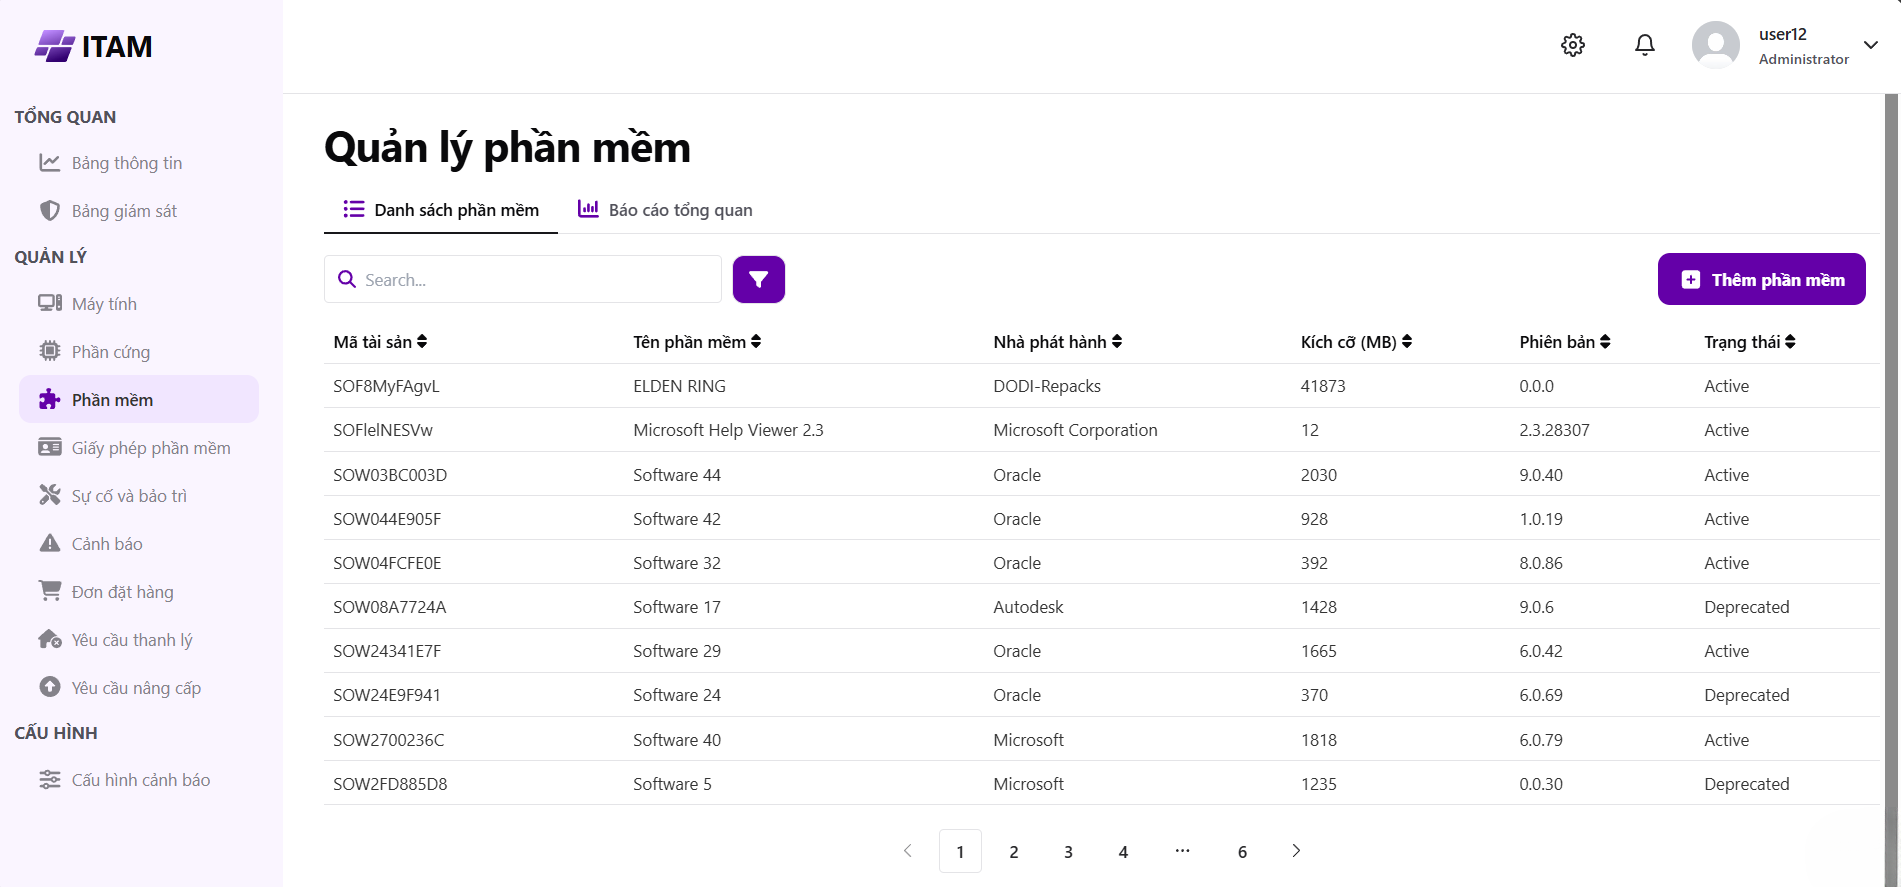 ITAM
user12
Administrator
TỔNG QUAN
Bảng thông tin
Bảng giám sát
QUẢN LÝ
Máy tính
Phần cứng
Phần mềm
Giấy phép phần mềm
Sự cố và bảo trì
Cảnh báo
Đơn đặt hàng
Yêu cầu thanh lý
Yêu cầu nâng cấp
CẤU HÌNH
Cấu hình cảnh báo
Quản lý phần mềm
Danh sách phần mềm Báo cáo tổng quan
Search...
Thêm phần mềm
Mã tài sản Tên phần mềm Nhà phát hành Kích cỡ (MB) Phiên bản Trạng thái
SOF8MyFAgvL ELDEN RING DODI-Repacks 41873 0.0.0 Active
SOFlelNESVw Microsoft Help Viewer 2.3 Microsoft Corporation 12 2.3.28307 Active
SOW03BC003D Software 44 Oracle 2030 9.0.40 Active
SOW044E905F Software 42 Oracle 928 1.0.19 Active
SOW04FCFE0E Software 32 Oracle 392 8.0.86 Active
SOW08A7724A Software 17 Autodesk 1428 9.0.6 Deprecated
SOW24341E7F Software 29 Oracle 1665 6.0.42 Active
SOW24E9F941 Software 24 Oracle 370 6.0.69 Deprecated
SOW2700236C Software 40 Microsoft 1818 6.0.79 Active
SOW2FD885D8 Software 5 Microsoft 1235 0.0.30 Deprecated
1 2 3 4 ... 6